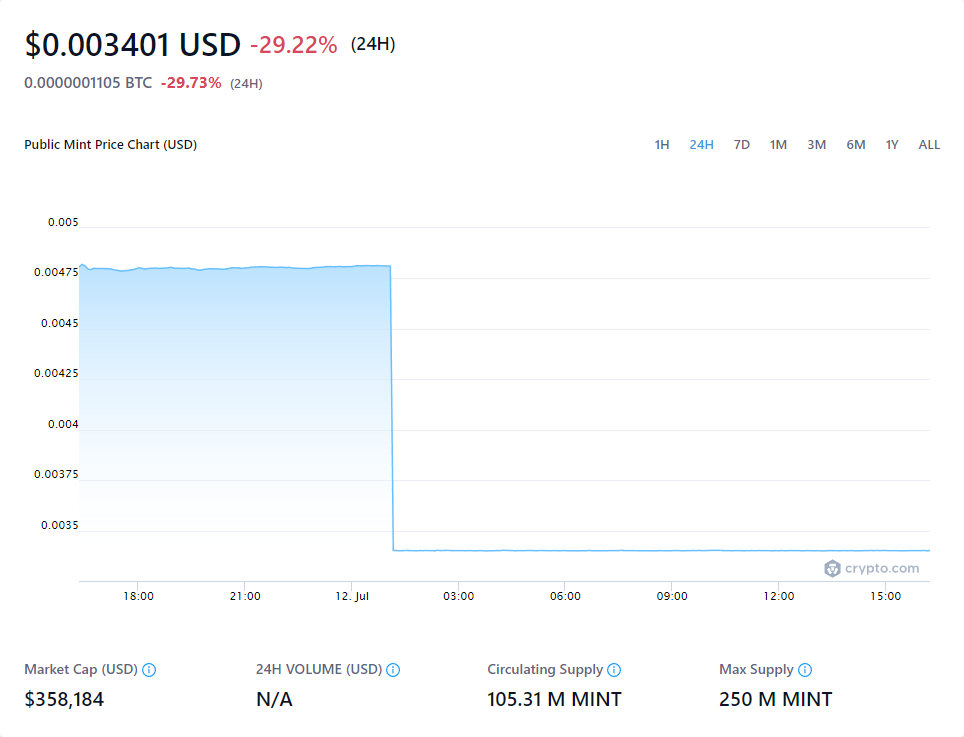 $0.003401 USD -29.22% (24H)
0.0000001105 BTC -29.73% (24H)
Public Mint Price Chart (USD) 1H 24H 7D 1M 3M 6M 1Y ALL
0.005
0.00475
0.0045
0.00425
0.004
0.00375
0.0035
crypto.com
18:00 21:00 12. Jul 03:00 06:00 09:00 12:00 15:00
Market Cap (USD) 24H VOLUME (USD) Circulating Supply Max Supply
$358,184 N/A 105.31 M MINT 250 M MINT